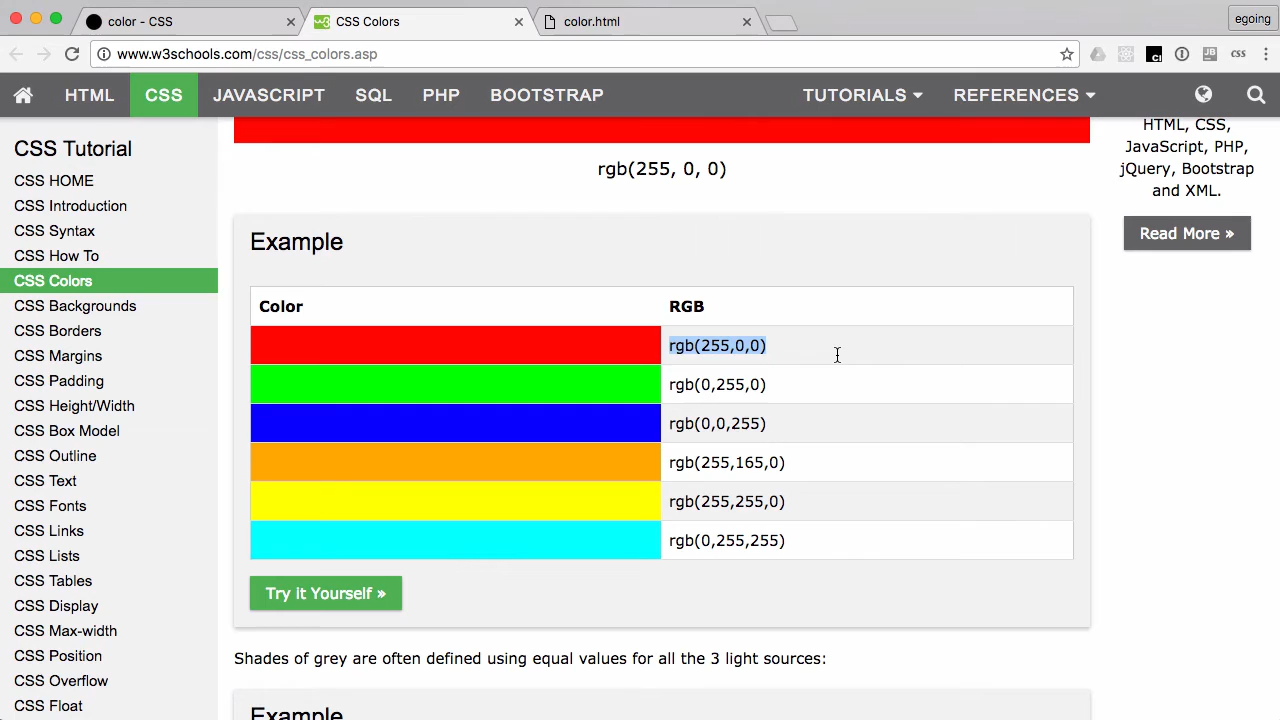 color - CSS
CSS Colors
color.html
egoing
www.w3schools.com/css/css_colors.asp
css
HTML
CSS
JAVASCRIPT
SQL
PHP
BOOTSTRAP
TUTORIALS
REFERENCES
CSS Tutorial
CSS HOME
CSS Introduction
CSS Syntax
CSS How To
CSS Colors
CSS Backgrounds
CSS Borders
CSS Margins
CSS Padding
CSS Height/Width
CSS Box Model
CSS Outline
CSS Text
CSS Fonts
CSS Links
CSS Lists
CSS Tables
CSS Display
CSS Max-width
CSS Position
CSS Overflow
CSS Float
rgb(255, 0, 0)
Example
Color RGB
rgb(255,0,0)
rgb(0,255,0)
rgb(0,0,255)
rgb(255,165,0)
rgb(255,255,0)
rgb(0,255,255)
Try it Yourself »
Shades of grey are often defined using equal values for all the 3 light sources:
Example
HTML, CSS,
JavaScript, PHP,
jQuery, Bootstrap
and XML.
Read More »